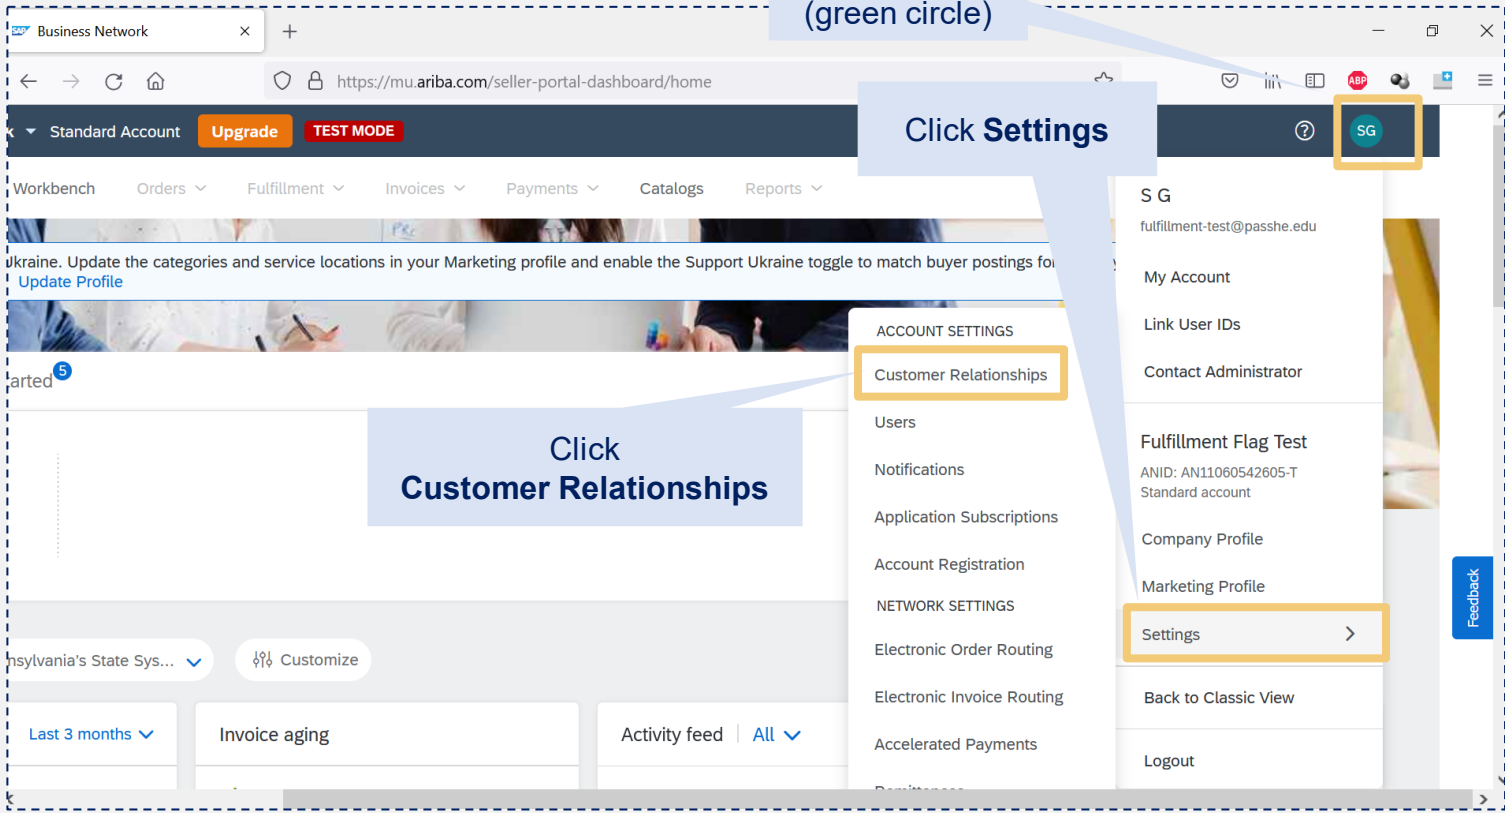 (green circle)
SAP Business Network
https://mu.ariba.com/seller-portal-dashboard/home
ABP
k Standard Account Upgrade TEST MODE
Click Settings
SG
Workbench Orders Fulfillment Invoices Payments Catalogs Reports
S G
fulfillment-test@passhe.edu
Ukraine. Update the categories and service locations in your Marketing profile and enable the Support Ukraine toggle to match buyer postings for
Update Profile
My Account
Link User IDs
Contact Administrator
arted 5
ACCOUNT SETTINGS
Customer Relationships
Users
Notifications
Application Subscriptions
Account Registration
NETWORK SETTINGS
Electronic Order Routing
Electronic Invoice Routing
Accelerated Payments
Click
Customer Relationships
Fulfillment Flag Test
ANID: AN11060542605-T
Standard account
Company Profile
Marketing Profile
Settings
Back to Classic View
Logout
Feedback
nsylvania's State Sys... Customize
Last 3 months
Invoice aging
Activity feed All